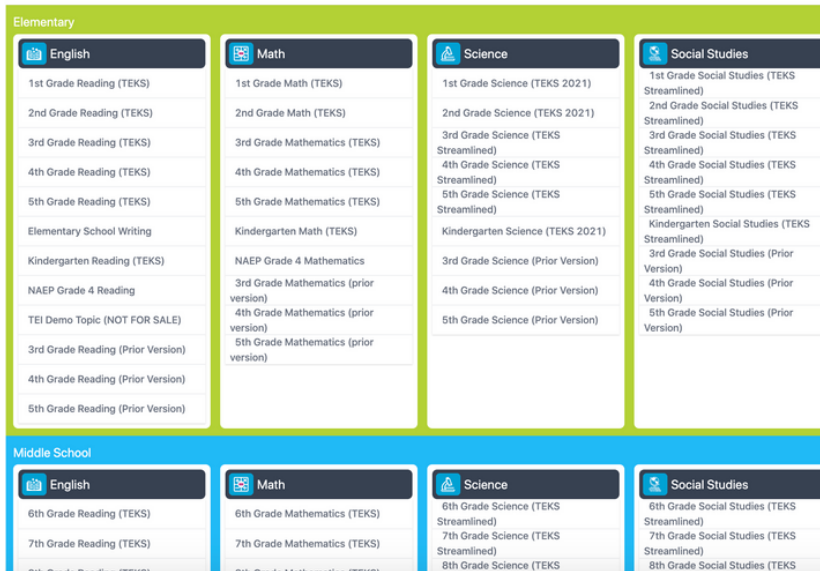 Elementary
English
1st Grade Reading (TEKS)
2nd Grade Reading (TEKS)
3rd Grade Reading (TEKS)
4th Grade Reading (TEKS)
5th Grade Reading (TEKS)
Elementary School Writing
Kindergarten Reading (TEKS)
NAEP Grade 4 Reading
TEI Demo Topic (NOT FOR SALE)
3rd Grade Reading (Prior Version)
4th Grade Reading (Prior Version)
5th Grade Reading (Prior Version)
Math
1st Grade Math (TEKS)
2nd Grade Math (TEKS)
3rd Grade Mathematics (TEKS)
4th Grade Mathematics (TEKS)
5th Grade Mathematics (TEKS)
Kindergarten Math (TEKS)
NAEP Grade 4 Mathematics
3rd Grade Mathematics (prior
version)
4th Grade Mathematics (prior
version)
5th Grade Mathematics (prior
version)
Science
1st Grade Science (TEKS 2021)
2nd Grade Science (TEKS 2021)
3rd Grade Science (TEKS
Streamlined)
4th Grade Science (TEKS
Streamlined)
5th Grade Science (TEKS
Streamlined)
Kindergarten Science (TEKS 2021)
3rd Grade Science (Prior Version)
4th Grade Science (Prior Version)
5th Grade Science (Prior Version)
Social Studies
1st Grade Social Studies (TEKS
Streamlined)
2nd Grade Social Studies (TEKS
Streamlined)
3rd Grade Social Studies (TEKS
Streamlined)
4th Grade Social Studies (TEKS
Streamlined)
5th Grade Social Studies (TEKS
Streamlined)
Kindergarten Social Studies (TEKS
Streamlined)
3rd Grade Social Studies (Prior
Version)
4th Grade Social Studies (Prior
Version)
5th Grade Social Studies (Prior
Version)
Middle School
English
6th Grade Reading (TEKS)
7th Grade Reading (TEKS)
Math
6th Grade Mathematics (TEKS)
7th Grade Mathematics (TEKS)
Science
6th Grade Science (TEKS
Streamlined)
7th Grade Science (TEKS
Streamlined)
8th Grade Science (TEKS
Social Studies
6th Grade Social Studies (TEKS
Streamlined)
7th Grade Social Studies (TEKS
Streamlined)
8th Grade Social Studies (TEKS